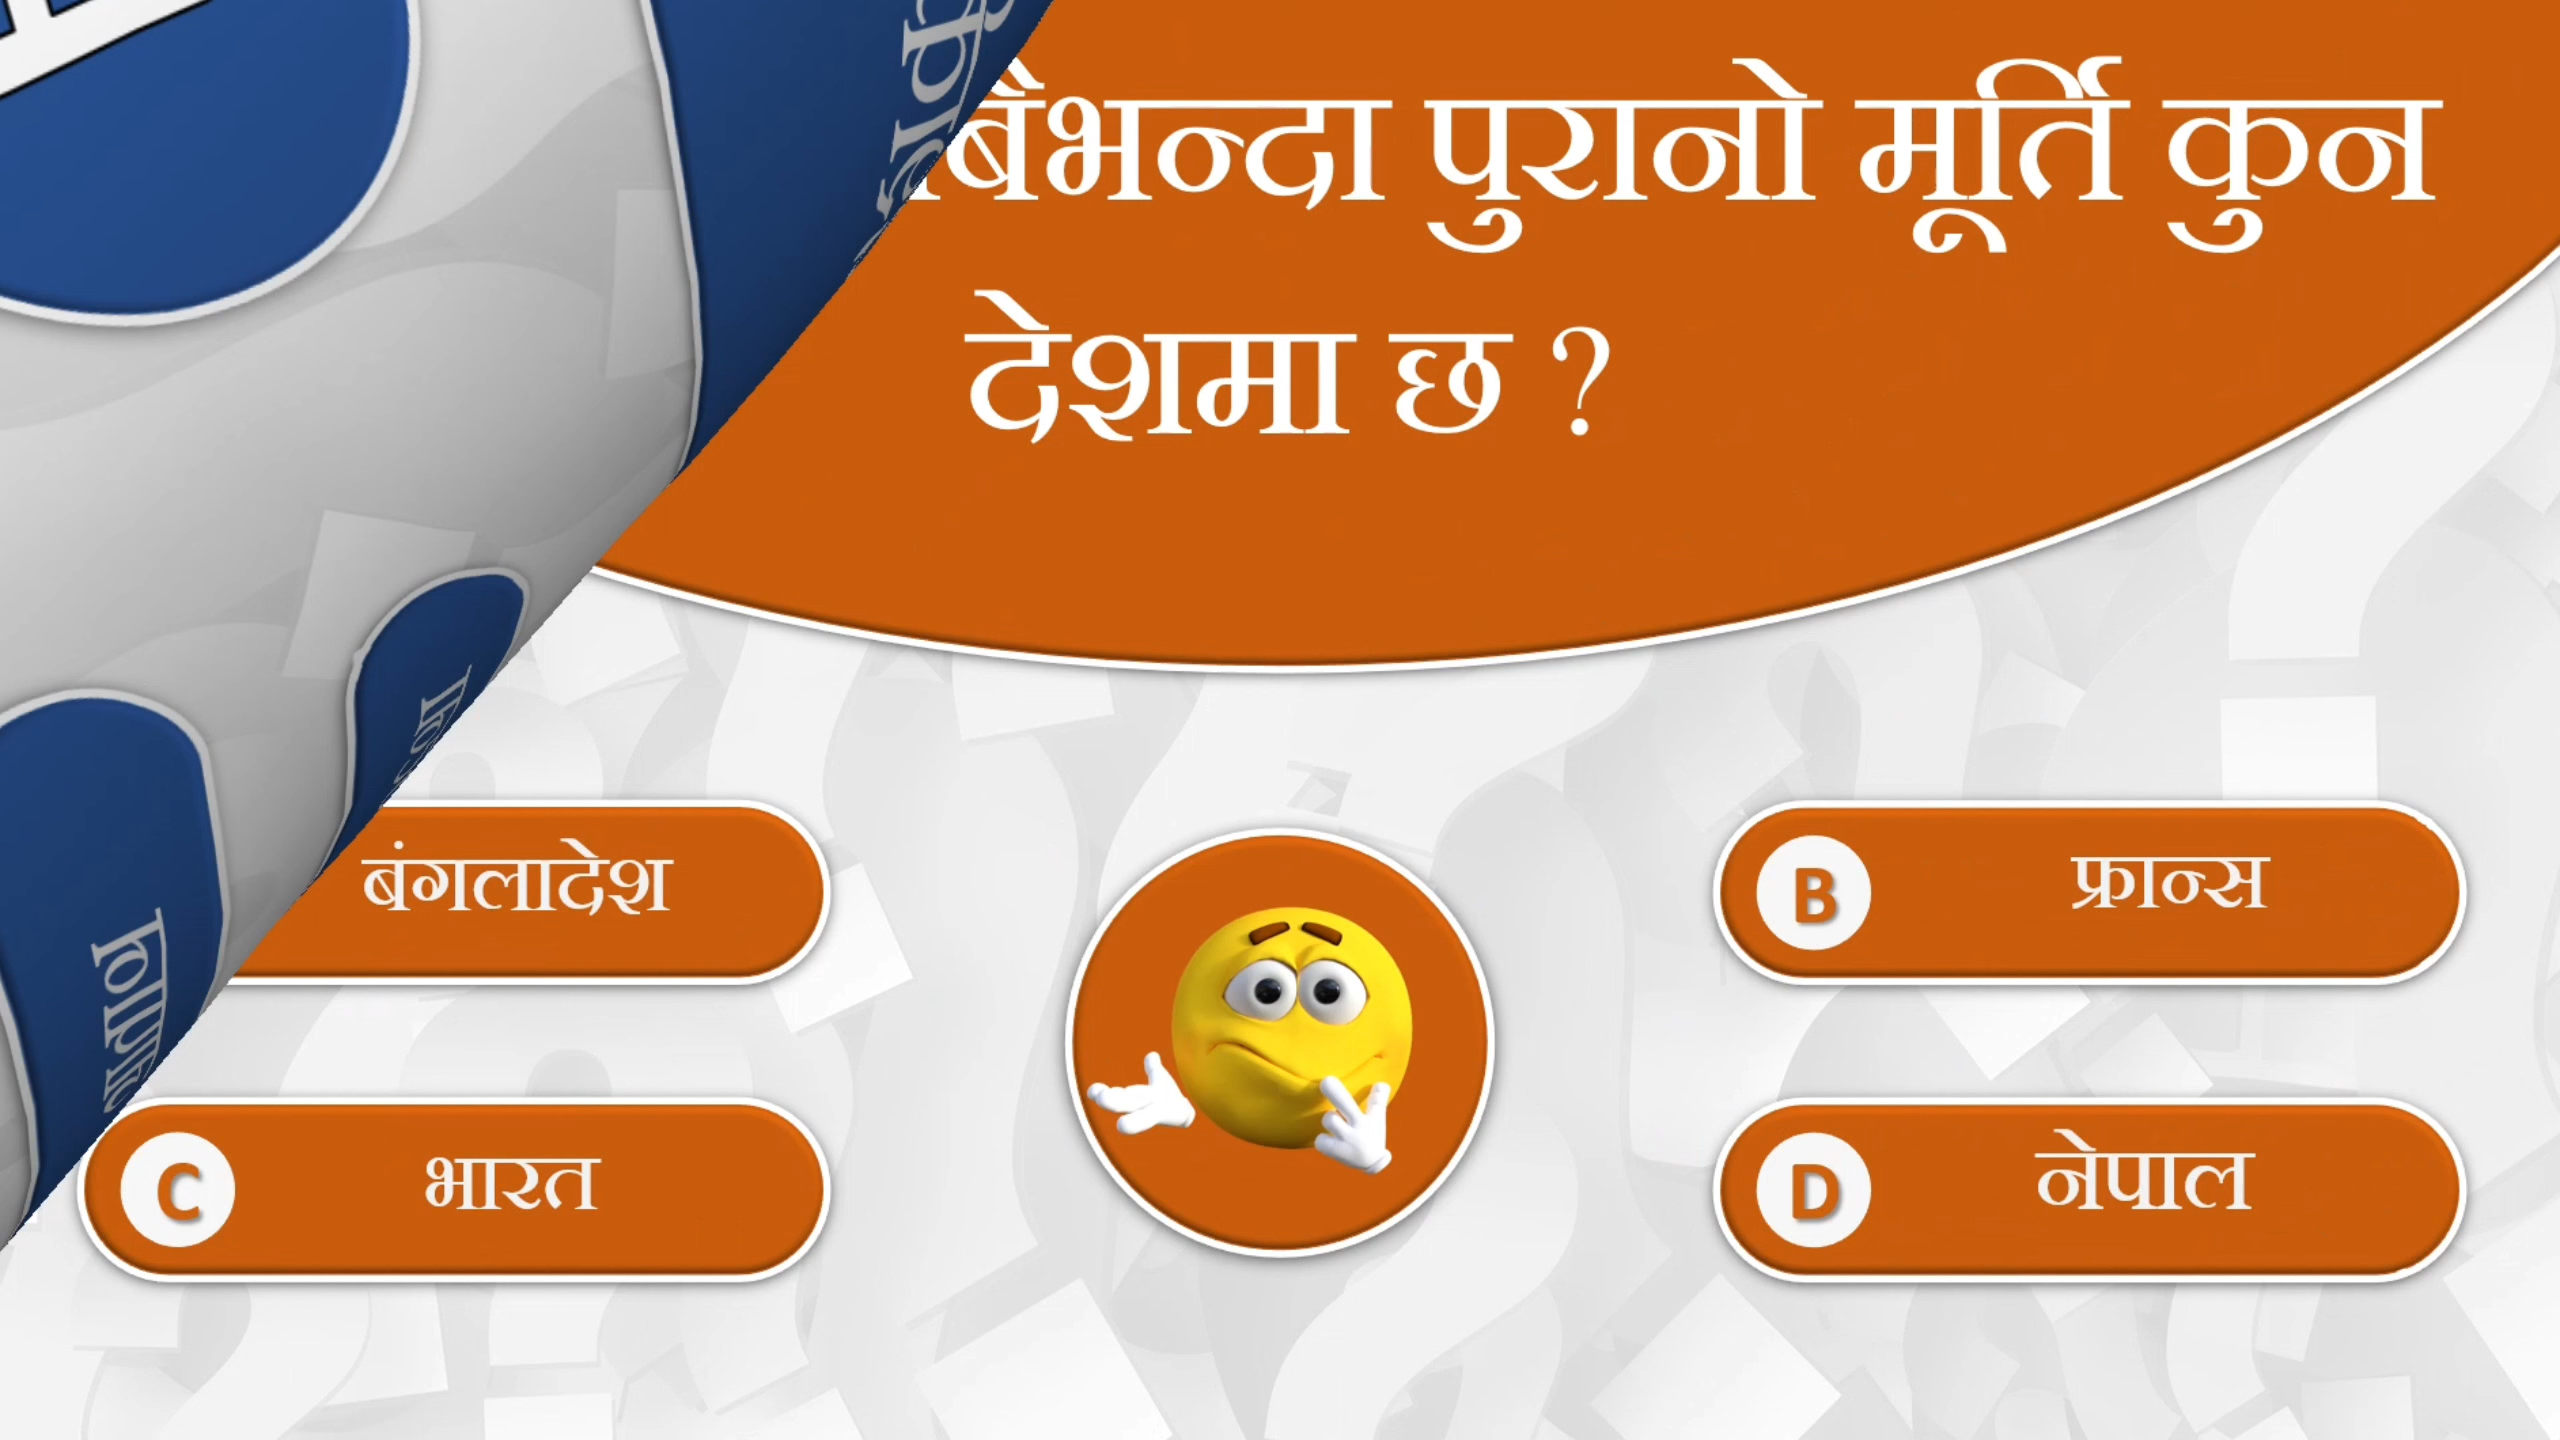 बैभन्दा पुरानो मूर्ति कुन
देशमा छ ?
बंगलादेश
B फ्रान्स
C भारत
D नेपाल